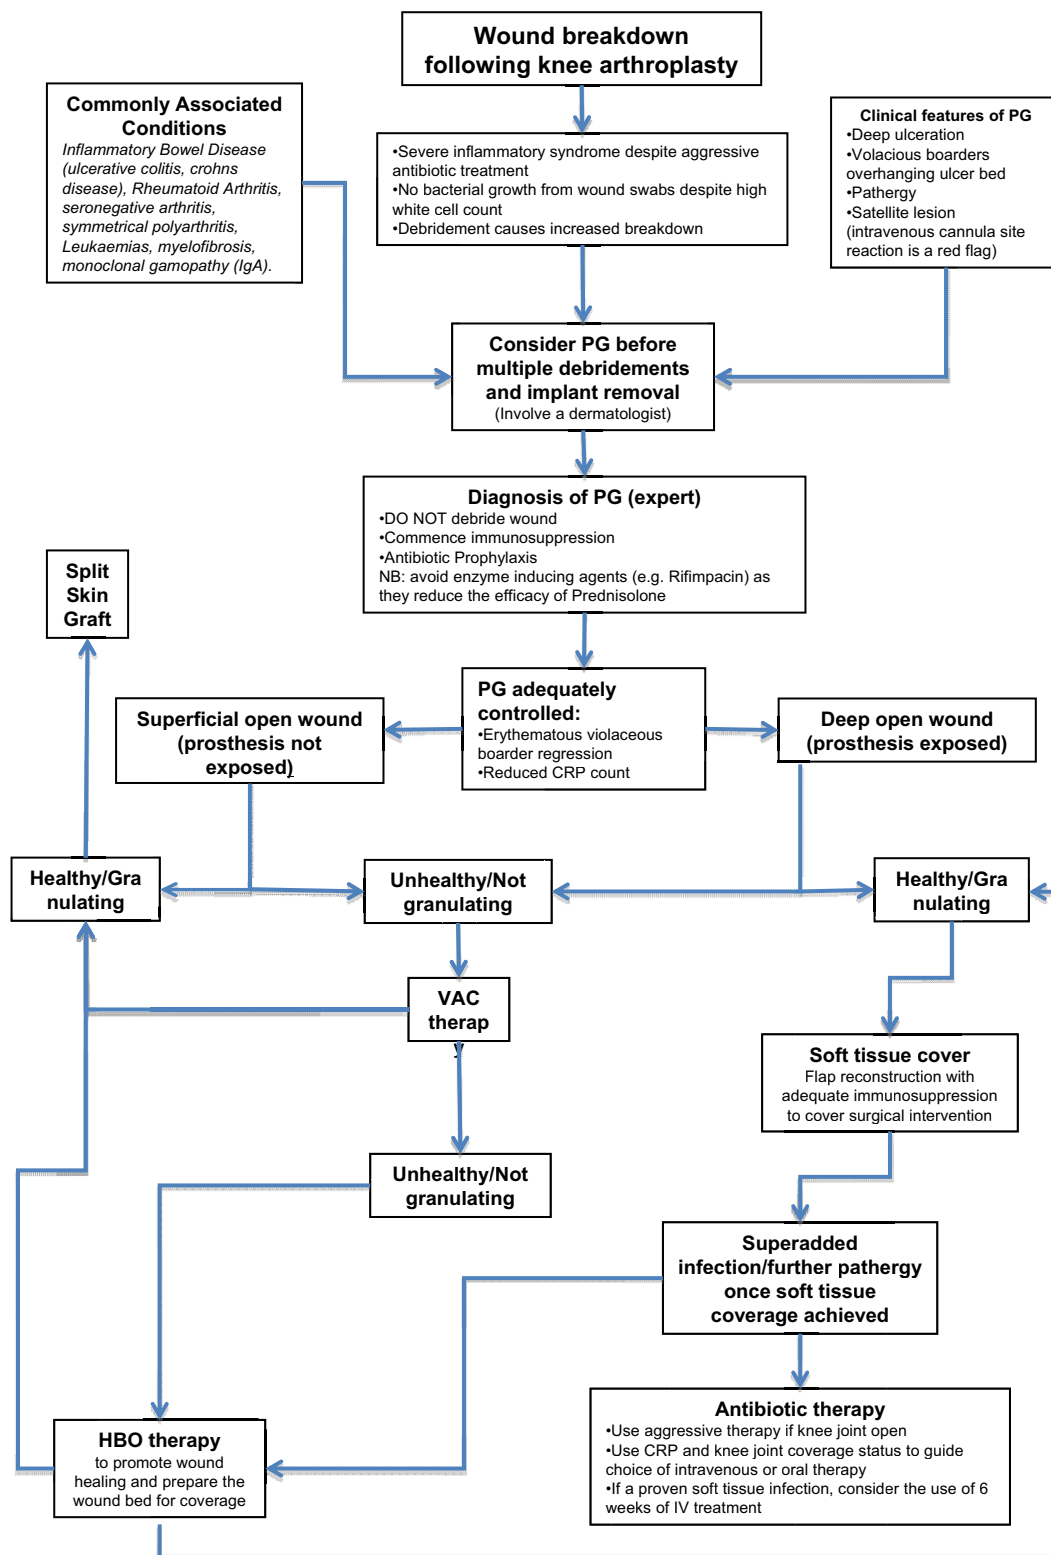 Wound breakdown
following knee arthroplasty
Commonly Associated
Conditions
Inflammatory Bowel Disease
(ulcerative colitis, crohns
disease), Rheumatoid Arthritis,
seronegative arthritis,
symmetrical polyarthritis,
Leukaemias, myelofibrosis,
monoclonal gamopathy (IgA).
•Severe inflammatory syndrome despite aggressive
antibiotic treatment
•No bacterial growth from wound swabs despite high
white cell count
•Debridement causes increased breakdown
Clinical features of PG
•Deep ulceration
•Volacious boarders
overhanging ulcer bed
•Pathergy
•Satellite lesion
(intravenous cannula site
reaction is a red flag)
Consider PG before
multiple debridements
and implant removal
(Involve a dermatologist)
Diagnosis of PG (expert)
•DO NOT debride wound
•Commence immunosuppression
•Antibiotic Prophylaxis
NB: avoid enzyme inducing agents (e.g. Rifimpacin) as
they reduce the efficacy of Prednisolone
Split
Skin
Graft
Superficial open wound
(prosthesis not
exposed)
PG adequately
controlled:
•Erythematous violaceous
boarder regression
•Reduced CRP count
Deep open wound
(prosthesis exposed)
Healthy/Gra
nulating
Unhealthy/Not
granulating
Healthy/Gra
nulating
VAC
therap
y
Soft tissue cover
Flap reconstruction with
adequate immunosuppression
to cover surgical intervention
Unhealthy/Not
granulating
Superadded
infection/further pathergy
once soft tissue
coverage achieved
HBO therapy
to promote wound
healing and prepare the
wound bed for coverage
Antibiotic therapy
•Use aggressive therapy if knee joint open
•Use CRP and knee joint coverage status to guide
choice of intravenous or oral therapy
•If a proven soft tissue infection, consider the use of 6
weeks of IV treatment